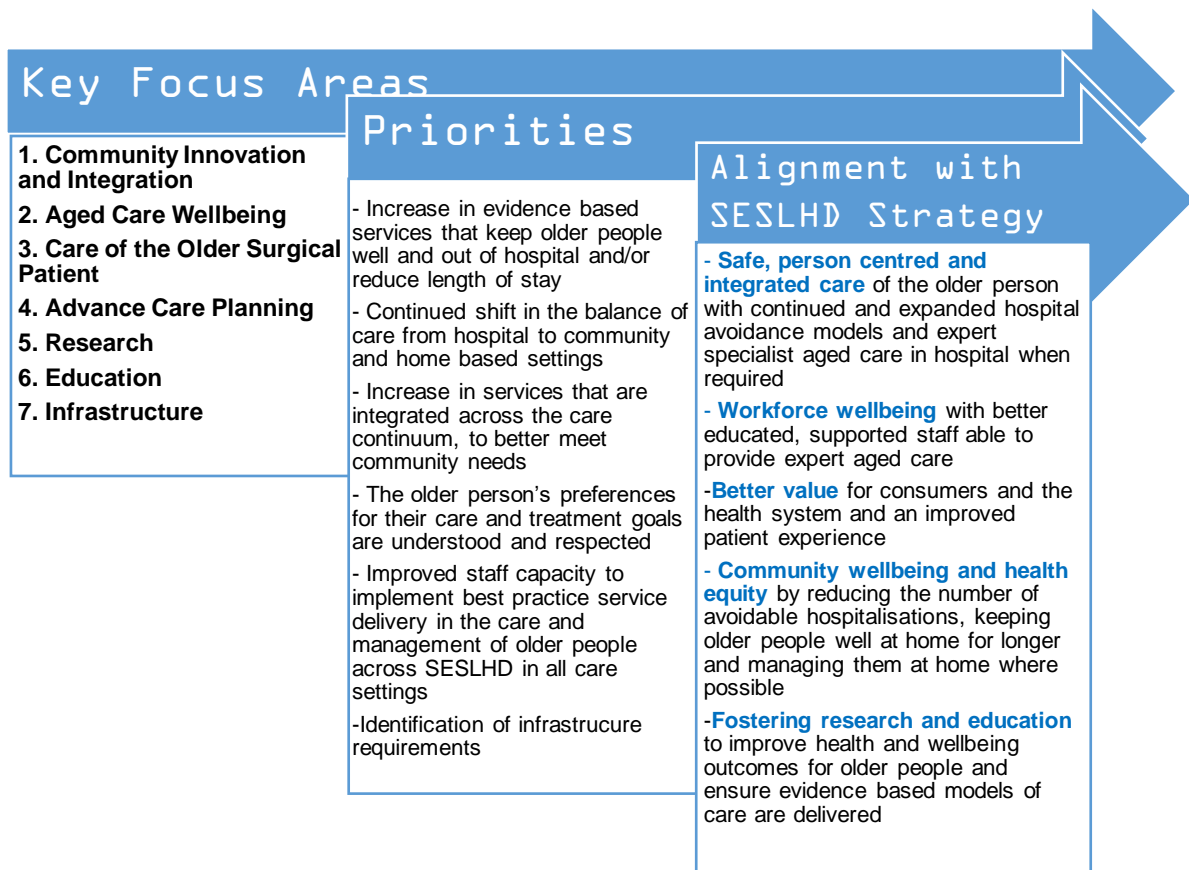 Key Focus Areas
1. Community Innovation
and Integration
2. Aged Care Wellbeing
3. Care of the Older Surgical
Patient
4. Advance Care Planning
5. Research
6. Education
7. Infrastructure
Priorities
- Increase in evidence based
services that keep older people
well and out of hospital and/or
reduce length of stay
- Continued shift in the balance of
care from hospital to community
and home based settings
- Increase in services that are
integrated across the care
continuum, to better meet
community needs
- The older person's preferences
for their care and treatment goals
are understood and respected
- Improved staff capacity to
implement best practice service
delivery in the care and
management of older people
across SESLHD in all care
settings
-Identification of infrastrucure
requirements
Alignment with
SESLHD Strategy
- Safe, person centred and
integrated care of the older person
with continued and expanded hospital
avoidance models and expert
specialist aged care in hospital when
required
- Workforce wellbeing with better
educated, supported staff able to
provide expert aged care
-Better value for consumers and the
health system and an improved
patient experience
- Community wellbeing and health
equity by reducing the number of
avoidable hospitalisations, keeping
older people well at home for longer
and managing them at home where
possible
-Fostering research and education
to improve health and wellbeing
outcomes for older people and
ensure evidence based models of
care are delivered